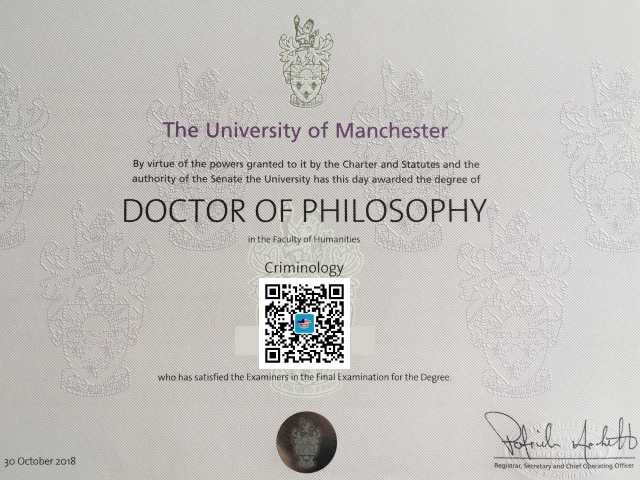 The University of Manchester
By virtue of the powers granted to it by the Charter and Statutes and the
authority of the Senate the University has this day awarded the degree of
DOCTOR OF PHILOSOPHY
in the Faculty of Humanities
Criminology
who has satisfied the Examiners in the Final Examination for the Degree.
30 October 2018
Registrar, Secretary and Chief Operating Officer